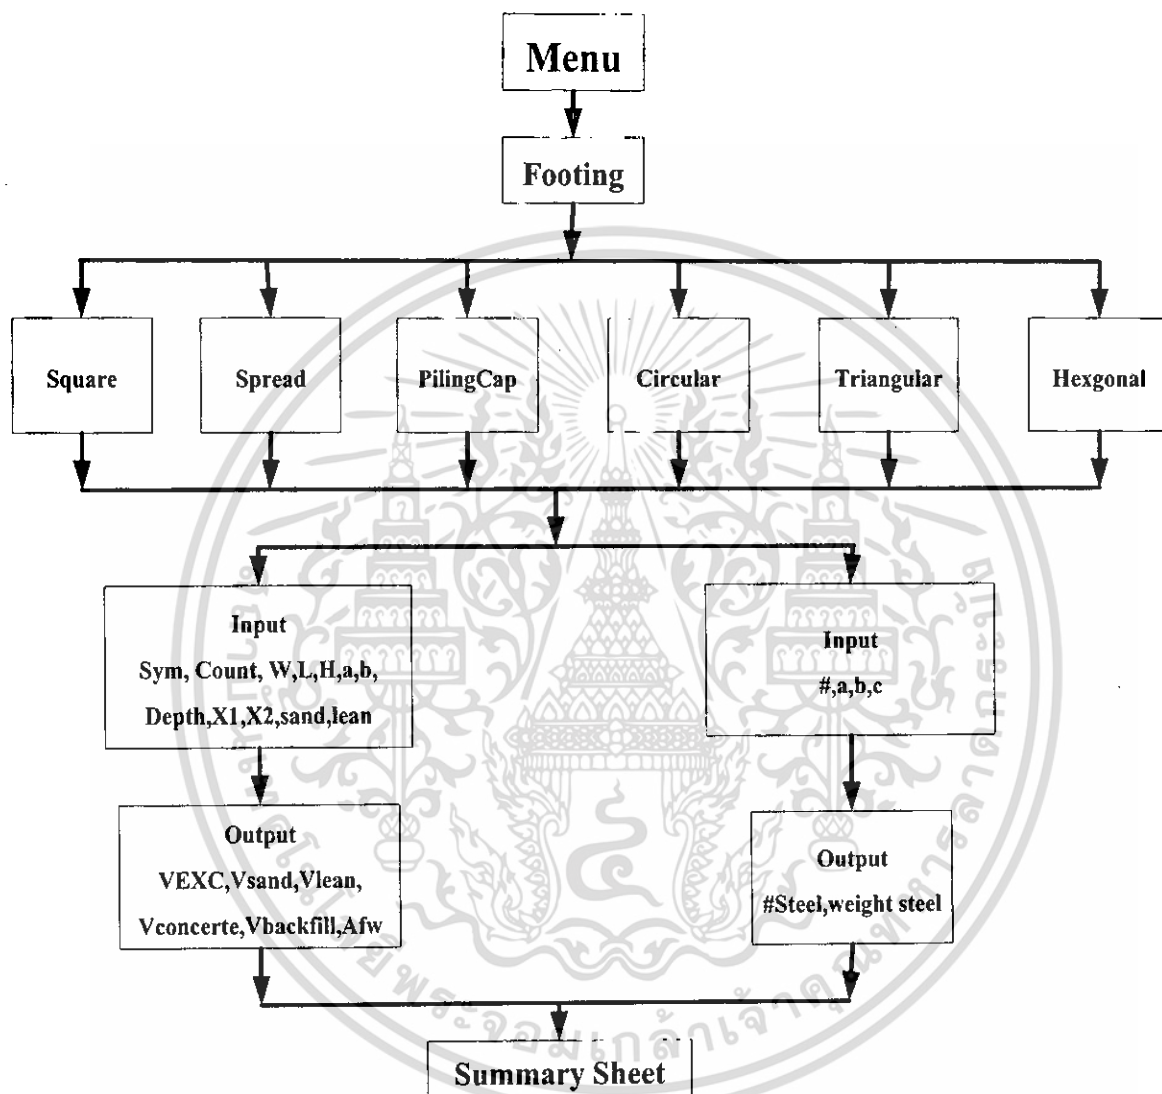 Menu
Footing
Square
Spread
PilingCap
Circular
Triangular
Hexgonal
Input
Sym, Count, W,L,H,a,b,
Depth,X1,X2,sand,lean
Input
#,a,b,c
Output
VEXC,Vsand,Vlean,
Vconcerte,Vbackfill,Afw
Output
#Steel,weight steel
Summary Sheet